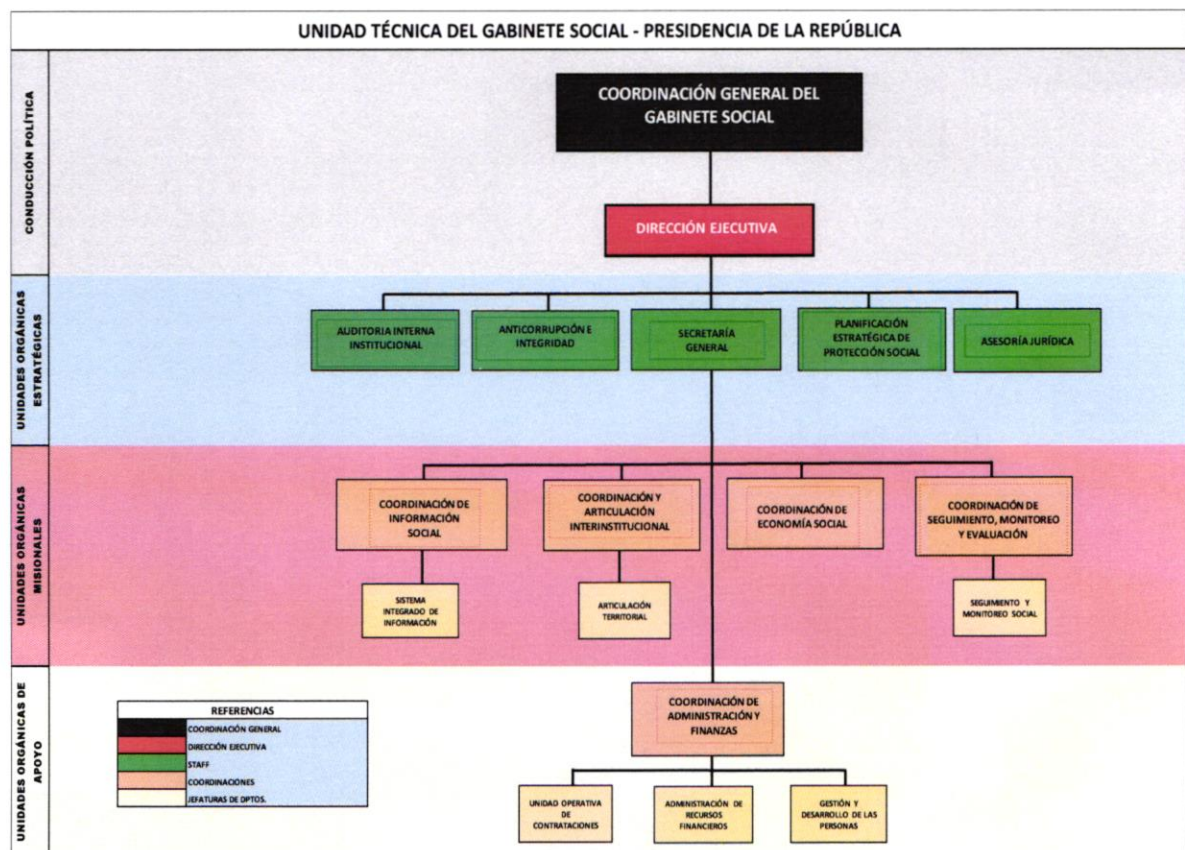 UNIDAD TÉCNICA DEL GABINETE SOCIAL - PRESIDENCIA DE LA REPÚBLICA
CONDUCCIÓN POLÍTICA
COORDINACIÓN GENERAL DEL
GABINETE SOCIAL
DIRECCIÓN EJECUTIVA
UNIDADES ORGÁNICAS
ESTRATÉGICAS
AUDITORIA INTERNA
INSTITUCIONAL
ANTICORRUPCIÓN E
INTEGRIDAD
SECRETARÍA
GENERAL
PLANIFICACIÓN
ESTRATÉGICA DE
PROTECCIÓN SOCIAL
ASESORÍA JURÍDICA
UNIDADES ORGÁNICAS
MISIONALES
COORDINACIÓN DE
INFORMACIÓN
SOCIAL
COORDINACIÓN Y
ARTICULACIÓN
INTERINSTITUCIONAL
COORDINACIÓN DE
ECONOMÍA SOCIAL
COORDINACIÓN DE
SEGUIMIENTO, MONITOREO
Y EVALUACIÓN
SISTEMA
INTEGRADO DE
INFORMACIÓN
ARTICULACIÓN
TERRITORIAL
SEGUIMIENTO Y
MONITOREO SOCIAL
UNIDADES ORGÁNICAS DE
APOYO
REFERENCIAS
COORDINACIÓN GENERAL
DIRECCIÓN EJECUTIVA
STAFF
COORDINACIONES
JEFATURAS DE DPTOS.
COORDINACIÓN DE
ADMINISTRACIÓN Y
FINANZAS
UNIDAD OPERATIVA
DE
CONTRATACIONES
ADMINISTRACIÓN DE
RECURSOS
FINANCIEROS
GESTIÓN Y
DESARROLLO DE LAS
PERSONAS